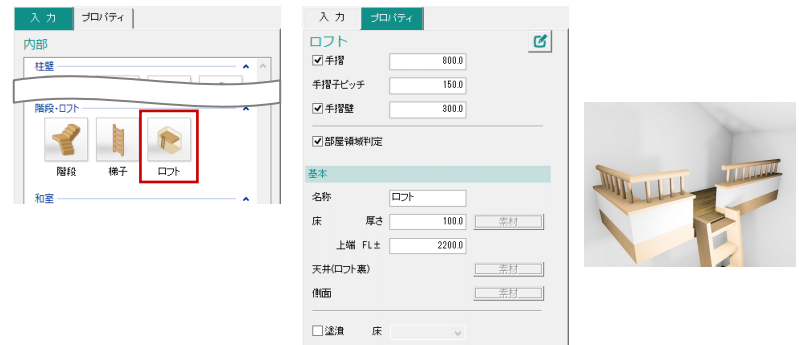 入 力
プロパティ
内部
柱壁
階段・ロフト
階段
梯子
ロフト
和室
入 力
プロパティ
ロフト
手摺 800.0
手摺子ピッチ 150.0
手摺壁 300.0
部屋領域判定
基本
名称 ロフト
床 厚さ 100.0 素材
上端 FL± 2200.0
天井(ロフト裏) 素材
側面 素材
塗潰 床